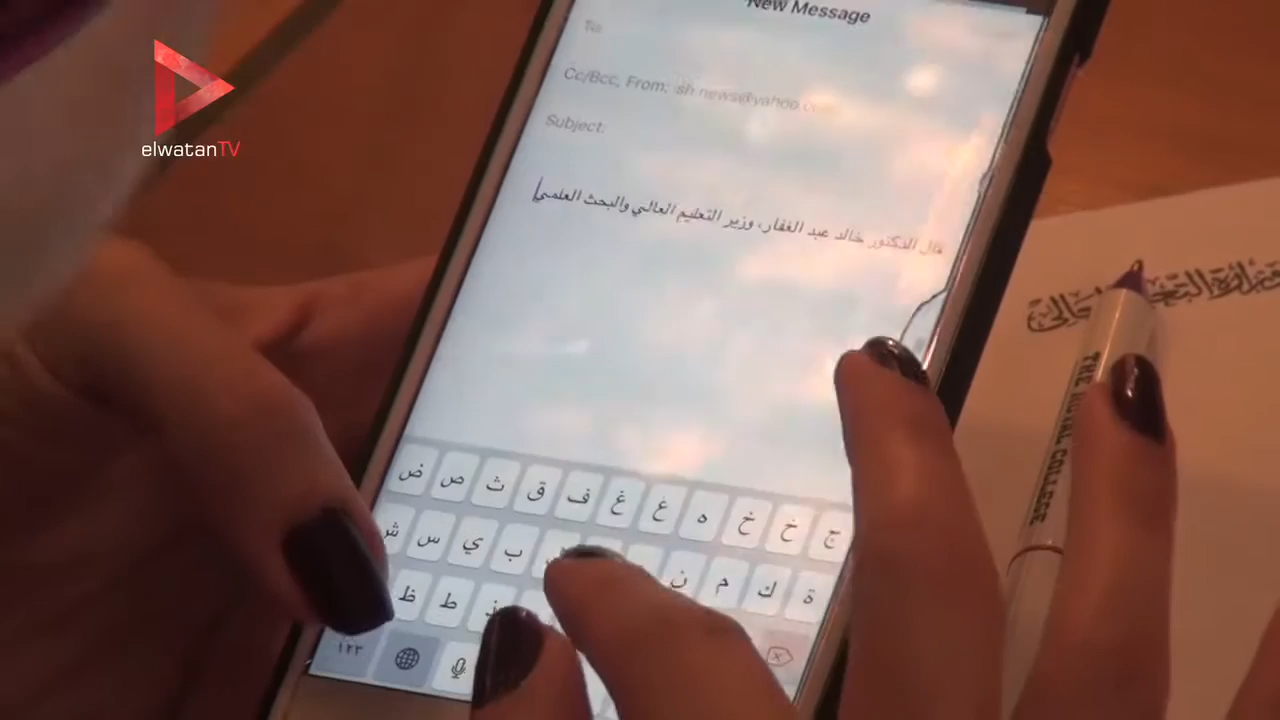 elwatanTV
New Message
To
Cc/Bcc, From: sh news@yahoo
Subject:
قال الدكتور خالد عبد الغفار، وزير التعليم العالي والبحث العلمي
ض ص ث ق ف غ ه خ ج
ش س ي ب ن م ك ة
ظ ط ذ
١٢٣
THE ROYAL COLLEGE